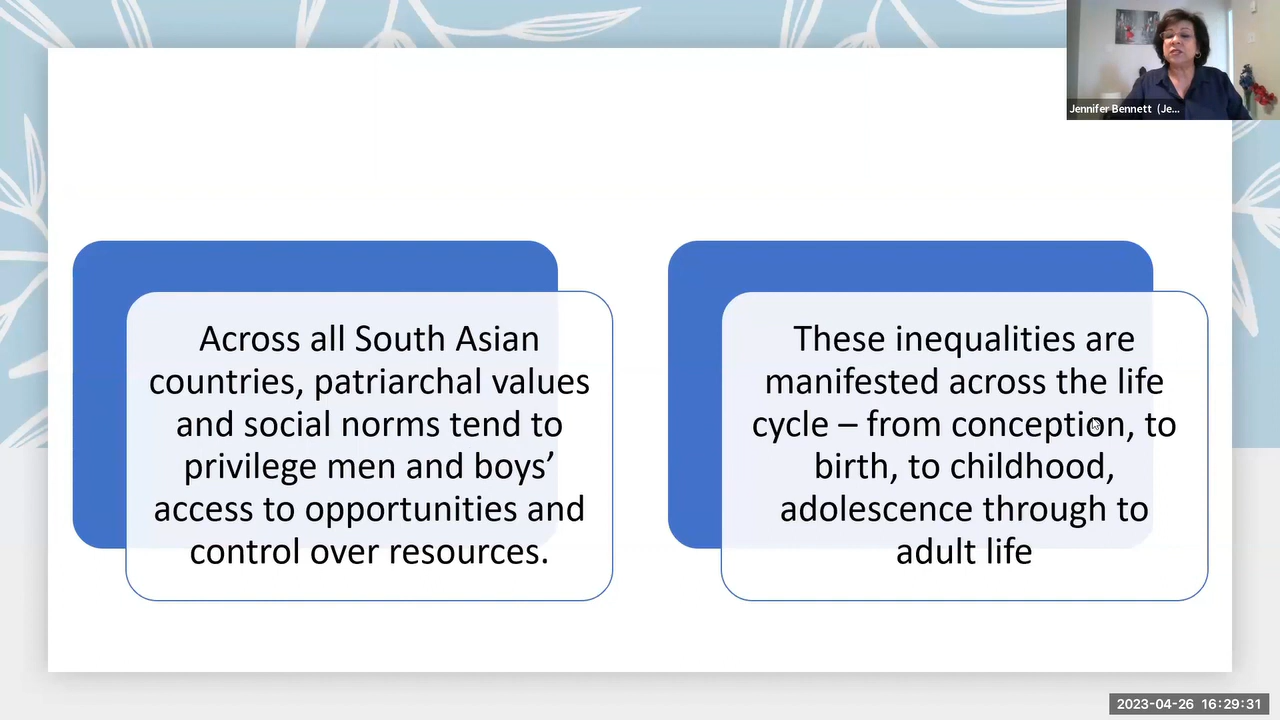 Jennifer Bennett (Je...
Across all South Asian
countries, patriarchal values
and social norms tend to
privilege men and boys’
access to opportunities and
control over resources.
These inequalities are
manifested across the life
cycle – from conception, to
birth, to childhood,
adolescence through to
adult life
2023-04-26 16:29:31